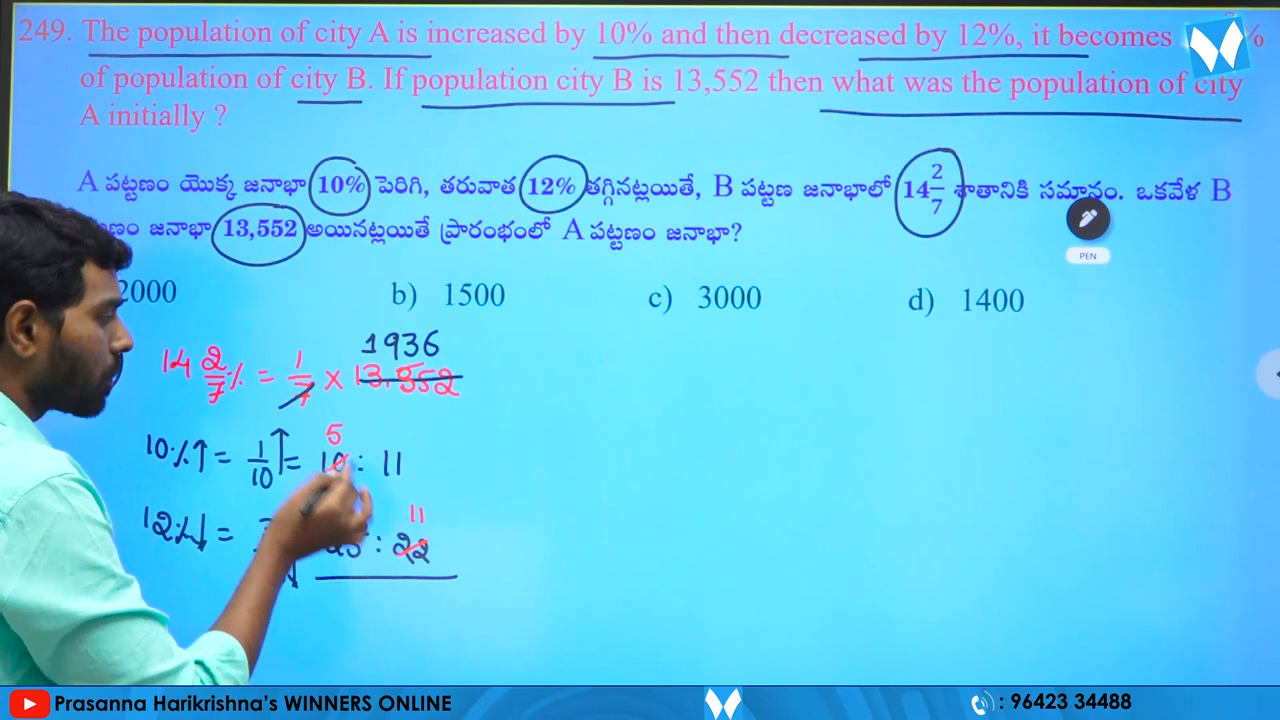 249. The population of city A is increased by 10% and then decreased by 12%, it becomes %
of population of city B. If population city B is 13,552 then what was the population of city
A initially ?
A పట్టణం యొక్క జనాభా 10% పెరిగి, తరువాత 12% తగ్గినట్లయితే, B పట్టణ జనాభాలో 14 2/7 శాతానికి సమానం. ఒకవేళ B
జనాభా 13,552 అయినట్లయితే ప్రారంభంలో A పట్టణం జనాభా?
PEN
2000 b) 1500 c) 3000 d) 1400
1936
14 2/7 % = 1/7 × 13,552
5
10%↑ = 1/10 ↑ = 10 : 11
11
12%↓ = 25 : 22
Prasanna Harikrishna's WINNERS ONLINE : 96423 34488